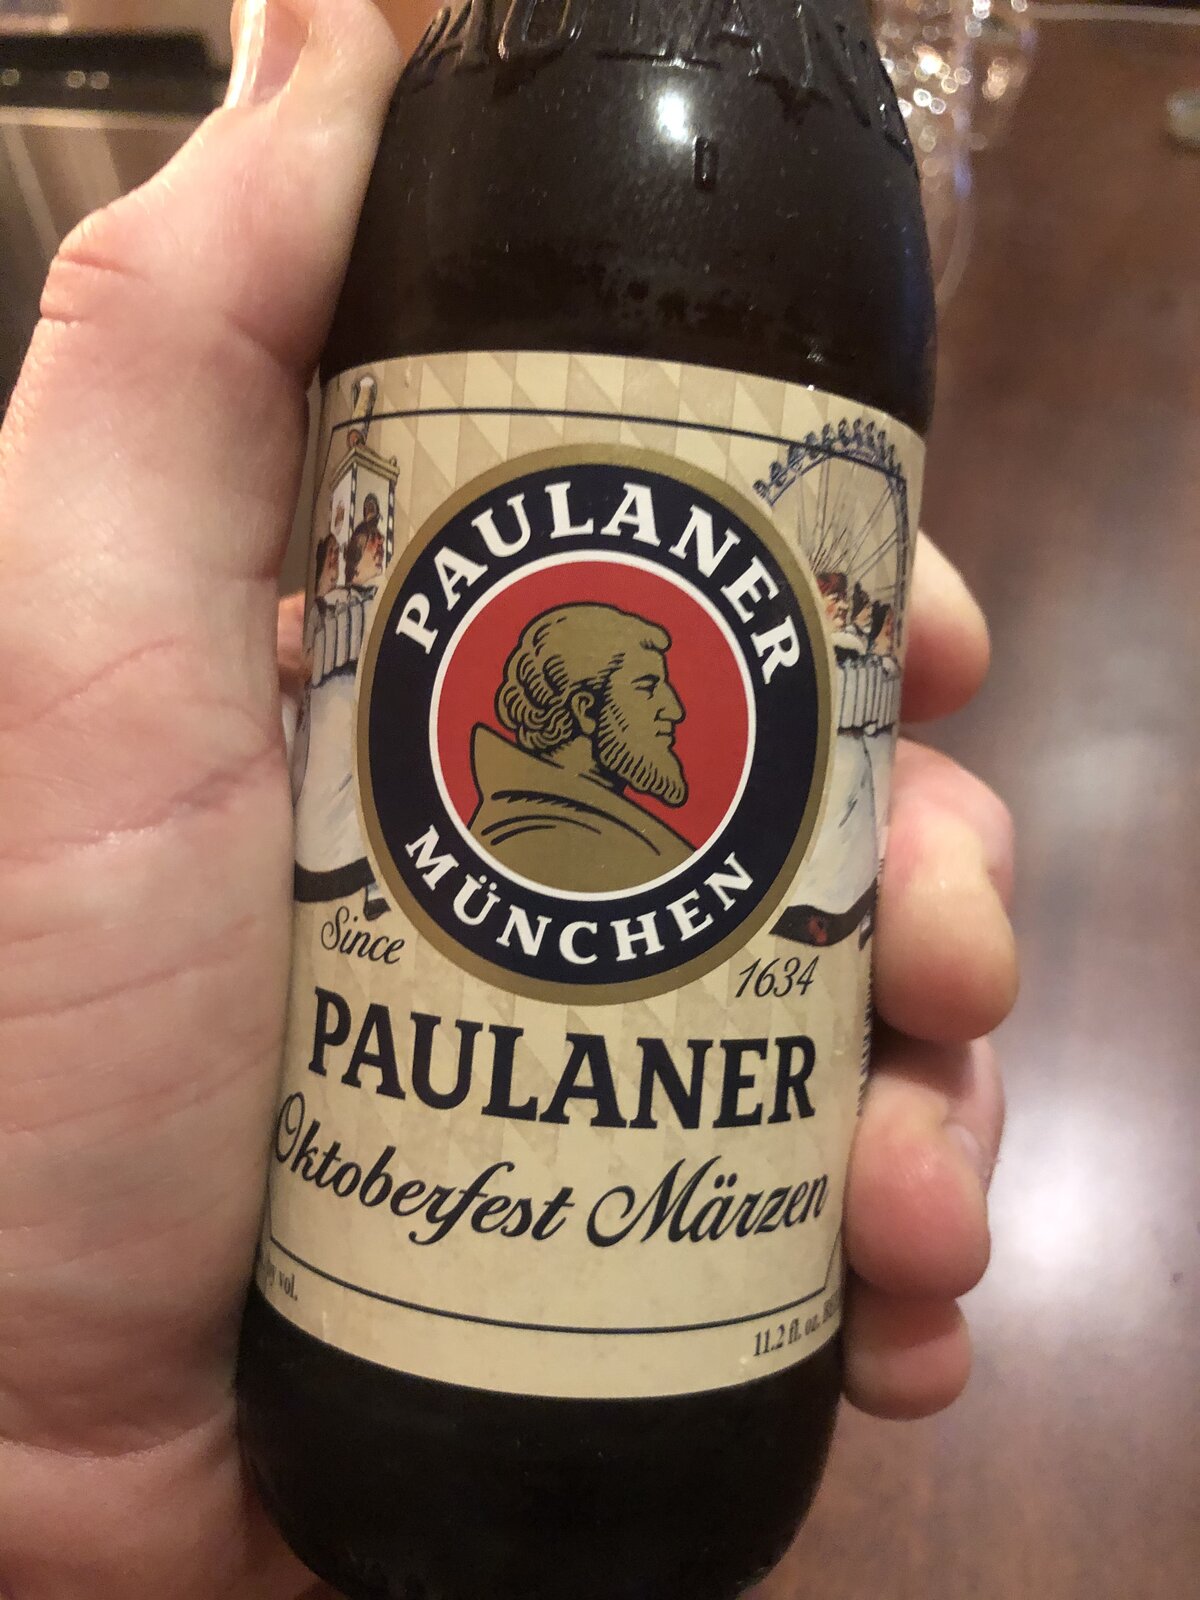 PAULANER
MÜNCHEN
Since 1634
PAULANER
Oktoberfest Märzen
vol.
11.2 fl. oz.